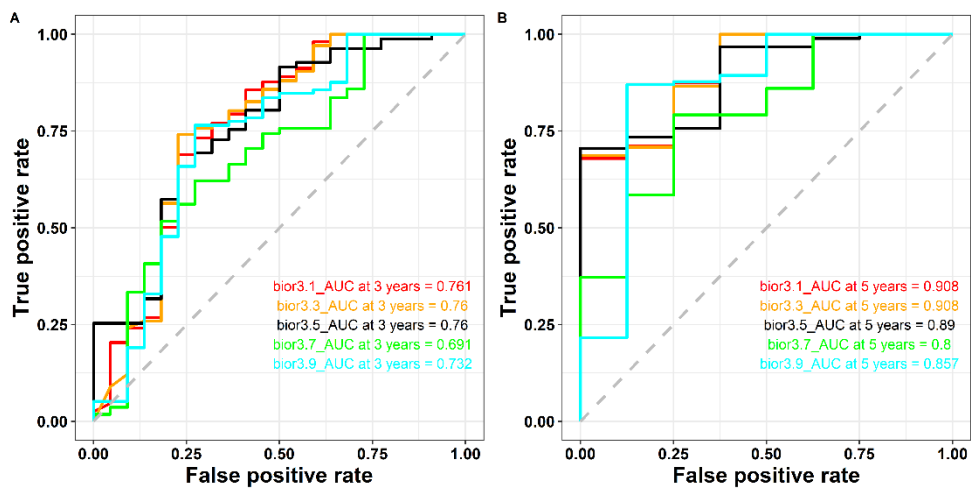 A
True positive rate
1.00
0.75
0.50
0.25
0.00
bior3.1_AUC at 3 years = 0.761
bior3.3_AUC at 3 years = 0.76
bior3.5_AUC at 3 years = 0.76
bior3.7_AUC at 3 years = 0.691
bior3.9_AUC at 3 years = 0.732
0.00 0.25 0.50 0.75 1.00
False positive rate
B
True positive rate
1.00
0.75
0.50
0.25
0.00
bior3.1_AUC at 5 years = 0.908
bior3.3_AUC at 5 years = 0.908
bior3.5_AUC at 5 years = 0.89
bior3.7_AUC at 5 years = 0.8
bior3.9_AUC at 5 years = 0.857
0.00 0.25 0.50 0.75 1.00
False positive rate